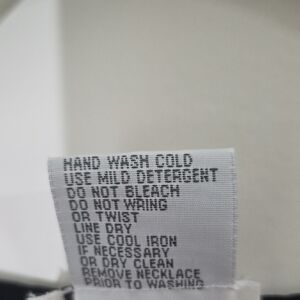 HAND WASH COLD
USE MILD DETERGENT
DO NOT BLEACH
DO NOT WRING
OR TWIST
LINE DRY
USE COOL IRON
IF NECESSARY
OR DRY CLEAN
REMOVE NECKLACE
PRIOR TO WASHING